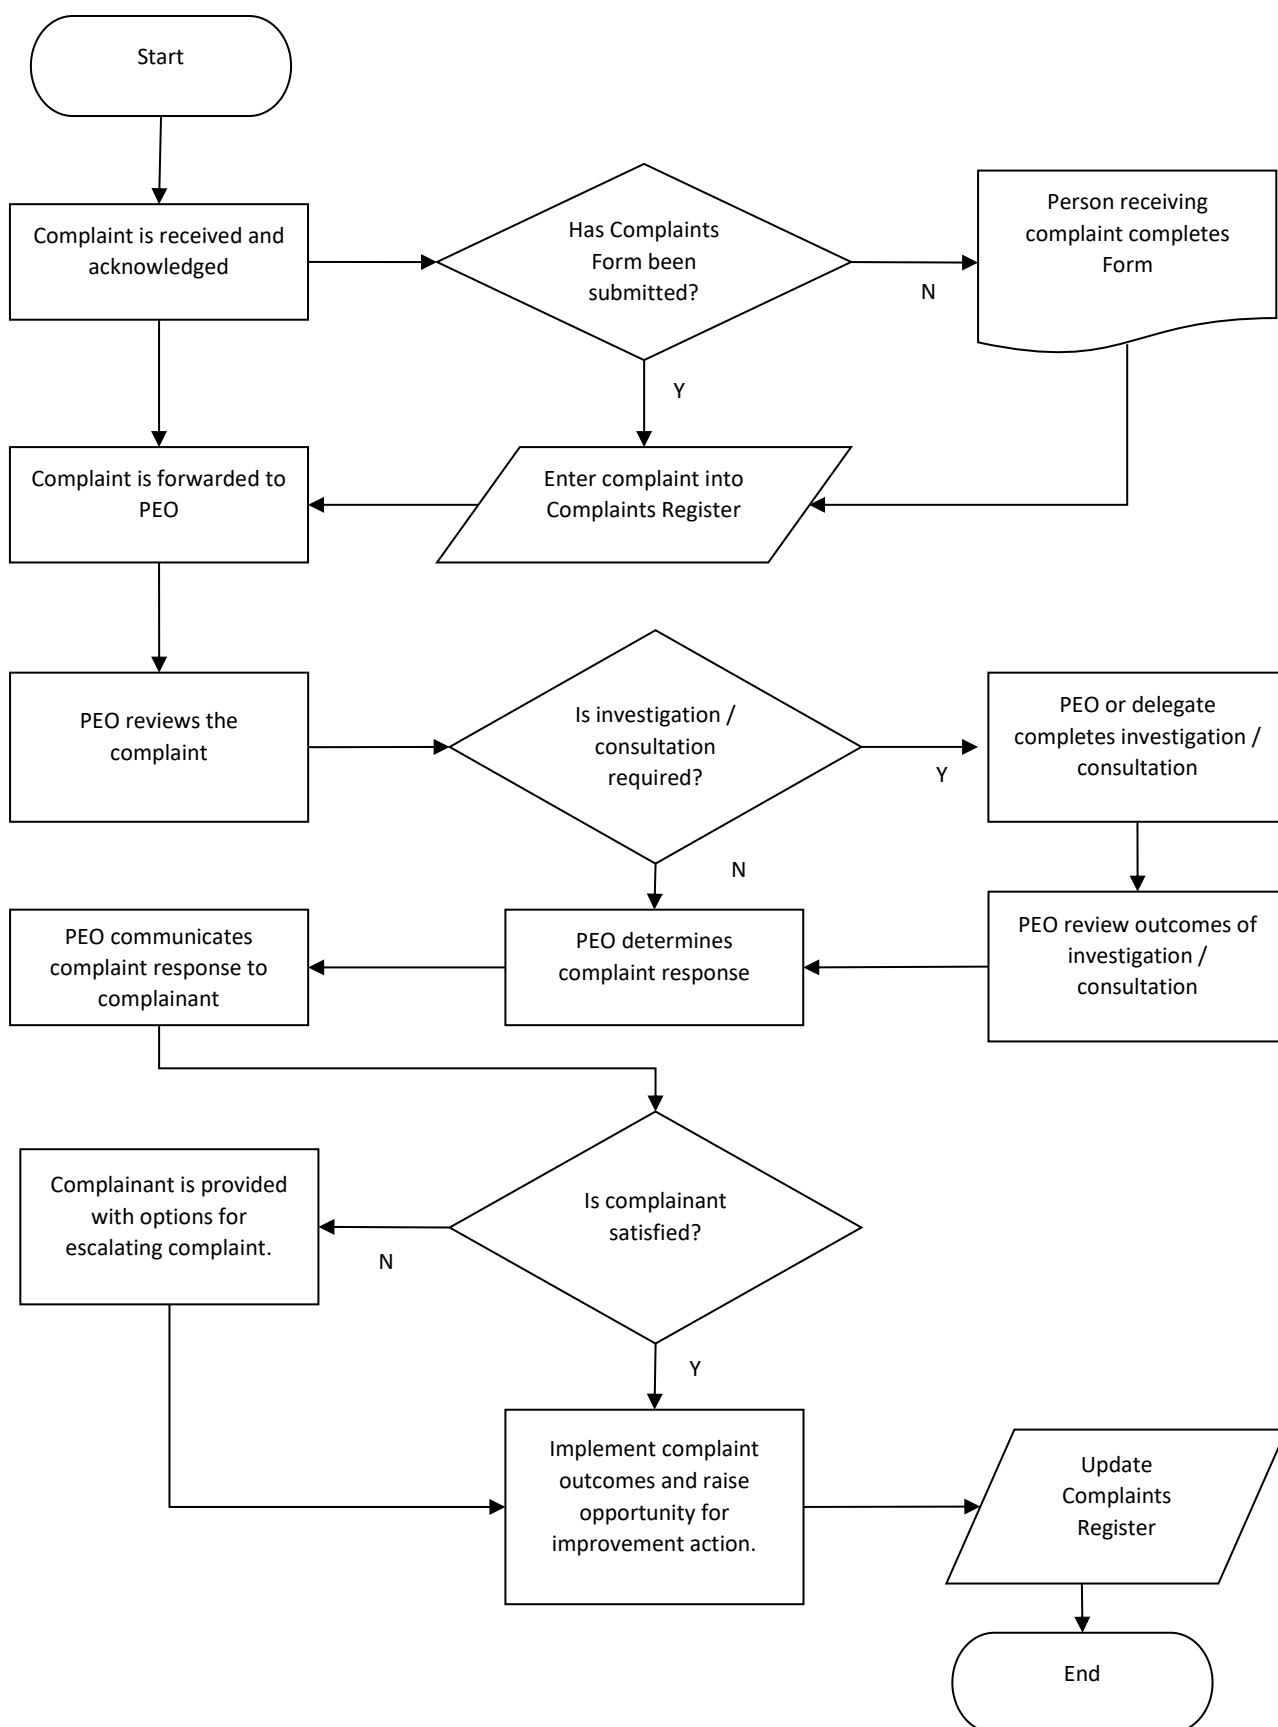 Start
Complaint is received and
acknowledged
Has Complaints
Form been
submitted?
N
Person receiving
complaint completes
Form
Y
Complaint is forwarded to
PEO
Enter complaint into
Complaints Register
PEO reviews the
complaint
Is investigation /
consultation
required?
Y
PEO or delegate
completes investigation /
consultation
N
PEO communicates
complaint response to
complainant
PEO determines
complaint response
PEO review outcomes of
investigation /
consultation
Complainant is provided
with options for
escalating complaint.
N
Is complainant
satisfied?
Y
Implement complaint
outcomes and raise
opportunity for
improvement action.
Update
Complaints
Register
End